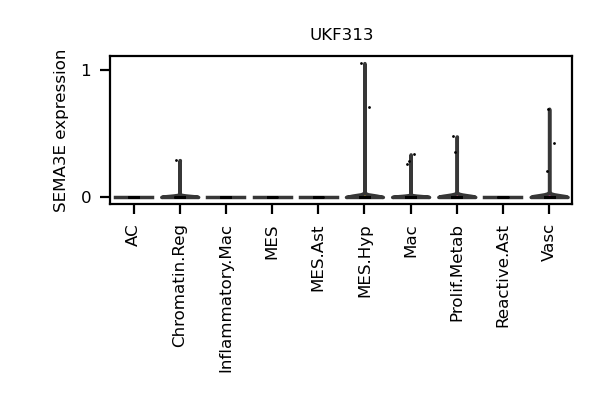 UKF313
SEMA3E expression
1
0
AC
Chromatin.Reg
Inflammatory.Mac
MES
MES.Ast
MES.Hyp
Mac
Prolif.Metab
Reactive.Ast
Vasc